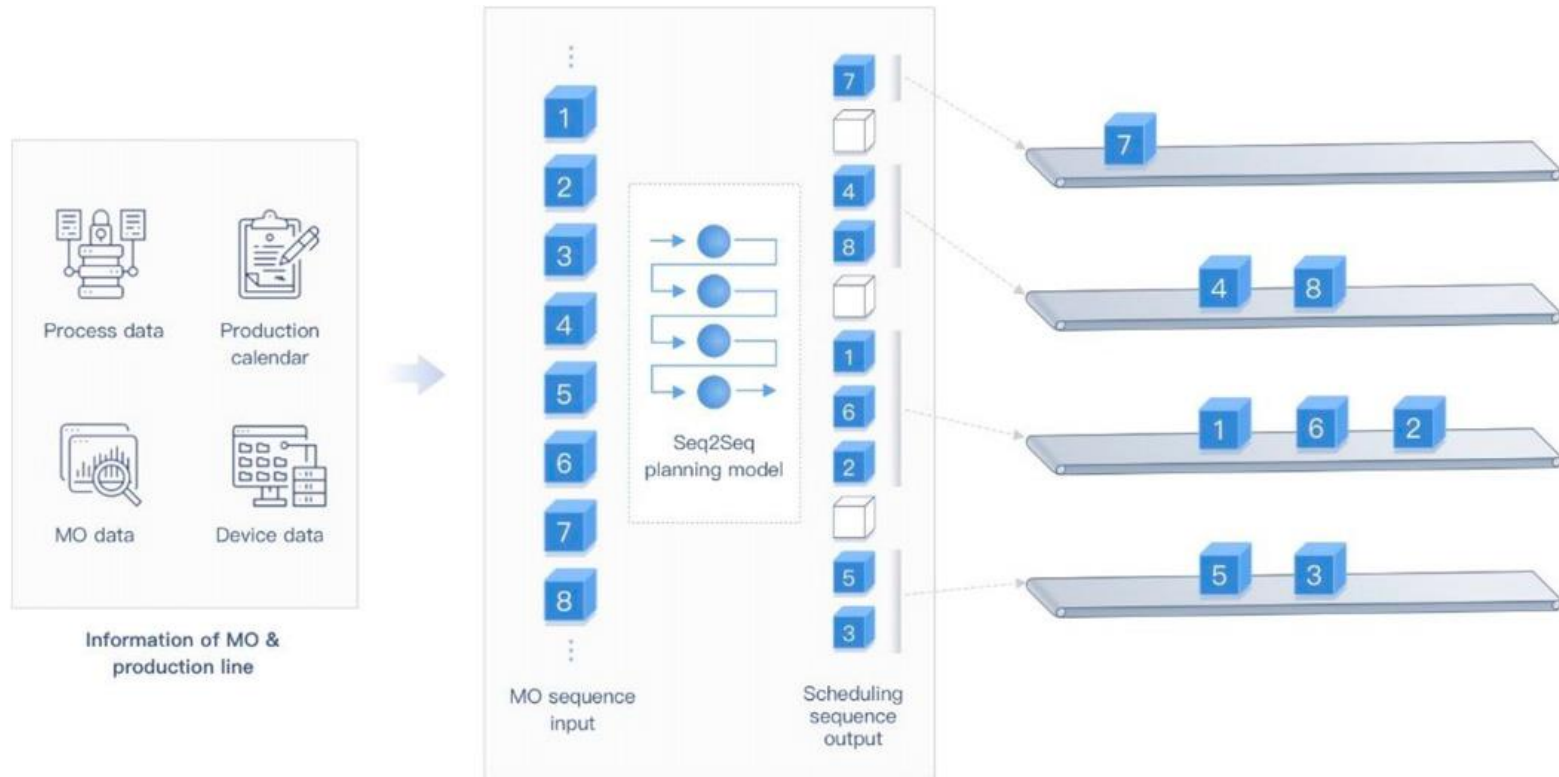 Process data
Production
calendar
MO data
Device data
Information of MO &
production line
⋮
1
2
3
4
5
6
7
8
⋮
MO sequence
input
Seq2Seq
planning model
7
4
8
1
6
2
5
3
Scheduling
sequence
output
7
4 8
1 6 2
5 3